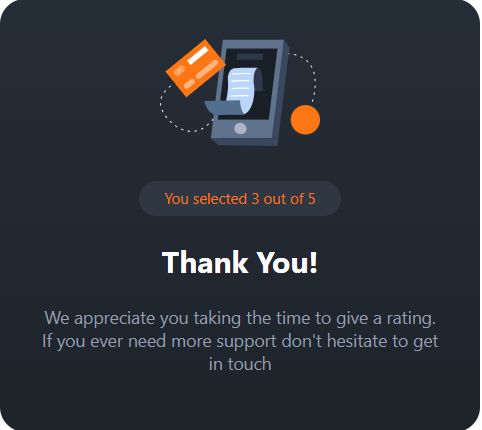 You selected 3 out of 5
Thank You!
We appreciate you taking the time to give a rating.
If you ever need more support don't hesitate to get
in touch